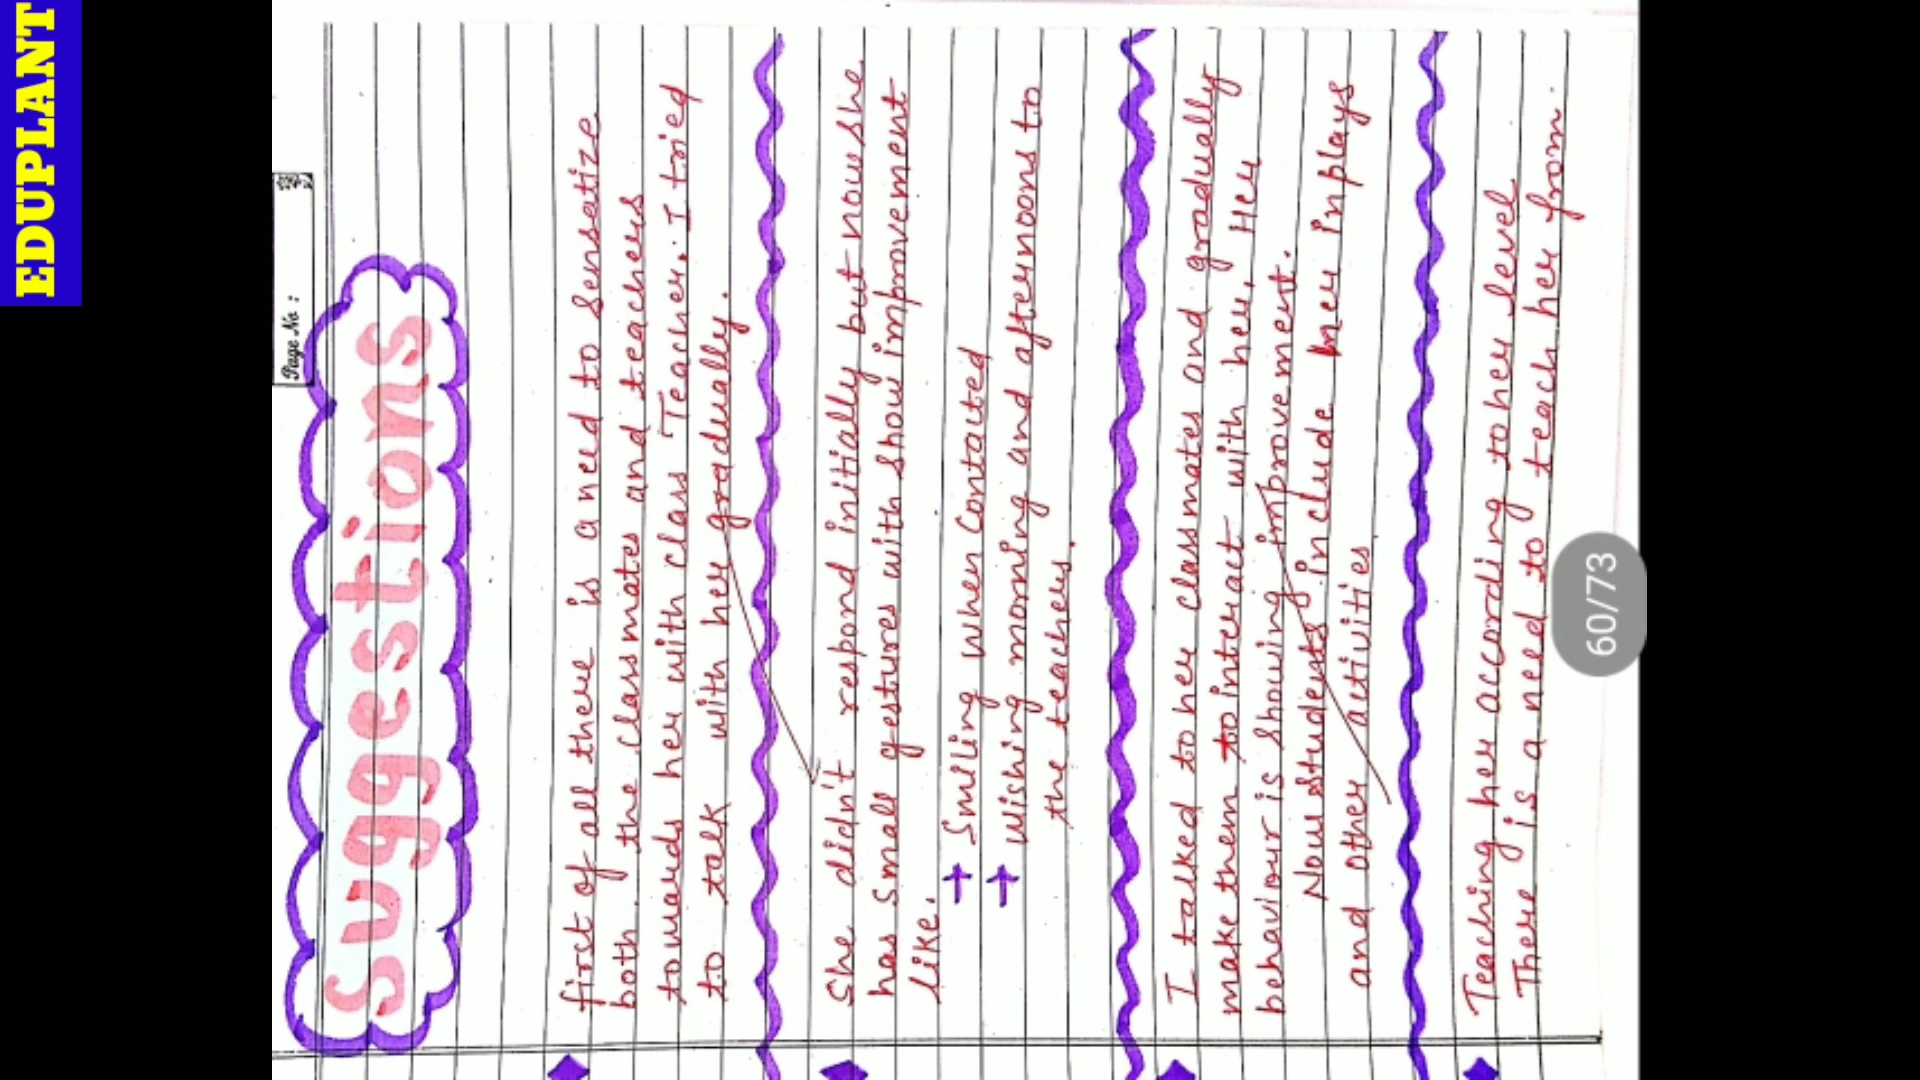 EDUPLANT
Page No :
Suggestions
first of all there is a need to Sensetize
both the classmates and teachers
towards her with class Teacher. I tried
to talk with her gradually.
She didn't respond initially but now she
has small gestures with show improvement
like.
→ Smiling when Contacted
→ Wishing morning and afternoons to
the teachers.
I talked to her classmates and gradually
make them to interact with her, Her
behaviour is showing improvement.
Now students include her in plays
and other activities
Teaching her according to her level
There is a need to teach her from.
60/73